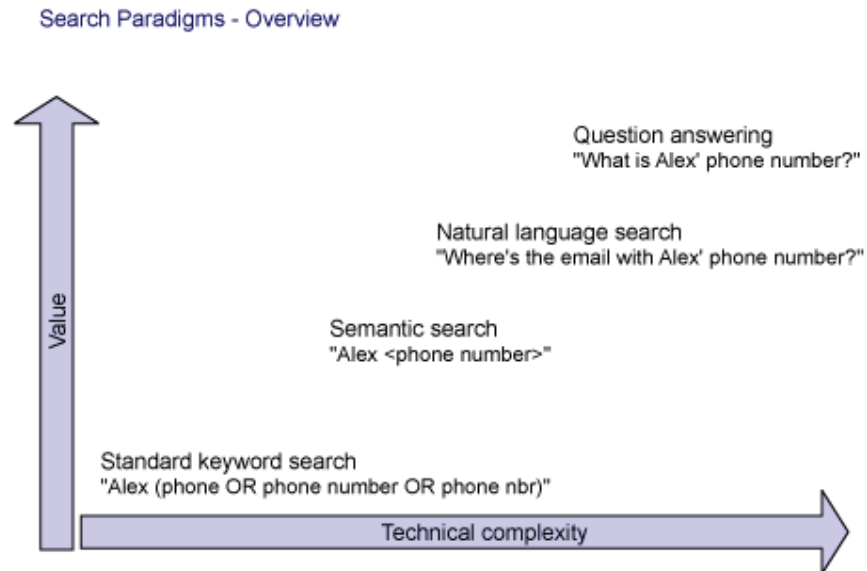 Search Paradigms - Overview
Question answering
"What is Alex' phone number?"
Natural language search
"Where's the email with Alex' phone number?"
Value
Semantic search
"Alex <phone number>"
Standard keyword search
"Alex (phone OR phone number OR phone nbr)"
Technical complexity